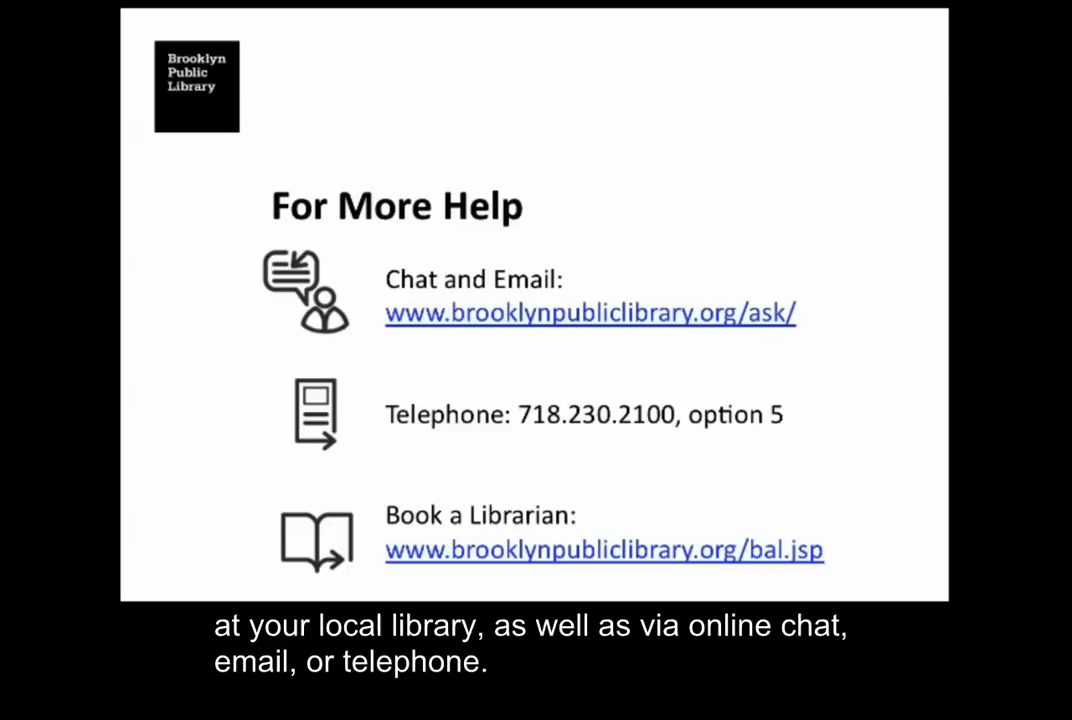 Brooklyn
Public
Library
For More Help
Chat and Email:
www.brooklynpubliclibrary.org/ask/
Telephone: 718.230.2100, option 5
Book a Librarian:
www.brooklynpubliclibrary.org/bal.jsp
at your local library, as well as via online chat,
email, or telephone.